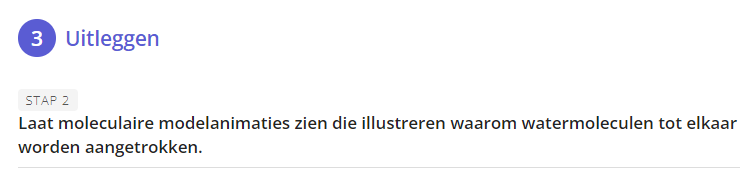 3 Uitleggen
STAP 2
Laat moleculaire modelanimaties zien die illustreren waarom watermoleculen tot elkaar
worden aangetrokken.